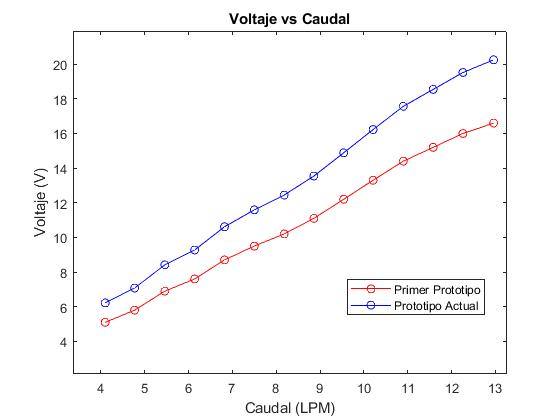 Voltaje vs Caudal
20
18
16
14
12
10
8
6
4
Voltaje (V)
Primer Prototipo
Prototipo Actual
4 5 6 7 8 9 10 11 12 13
Caudal (LPM)